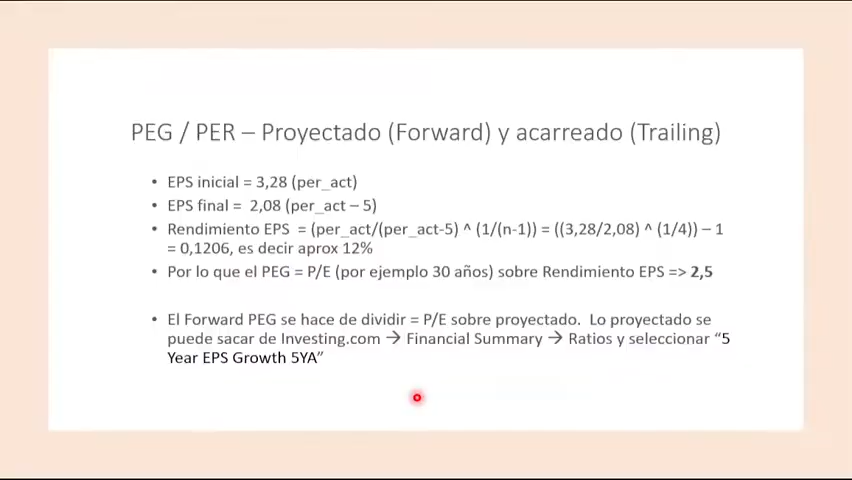 PEG / PER – Proyectado (Forward) y acarreado (Trailing)
• EPS inicial = 3,28 (per_act)
• EPS final =  2,08 (per_act – 5)
• Rendimiento EPS  = (per_act/(per_act-5) ^ (1/(n-1)) = ((3,28/2,08) ^ (1/4)) – 1
= 0,1206, es decir aprox 12%
• Por lo que el PEG = P/E (por ejemplo 30 años) sobre Rendimiento EPS => 2,5
• El Forward PEG se hace de dividir = P/E sobre proyectado.  Lo proyectado se
puede sacar de Investing.com → Financial Summary → Ratios y seleccionar “5
Year EPS Growth 5YA”